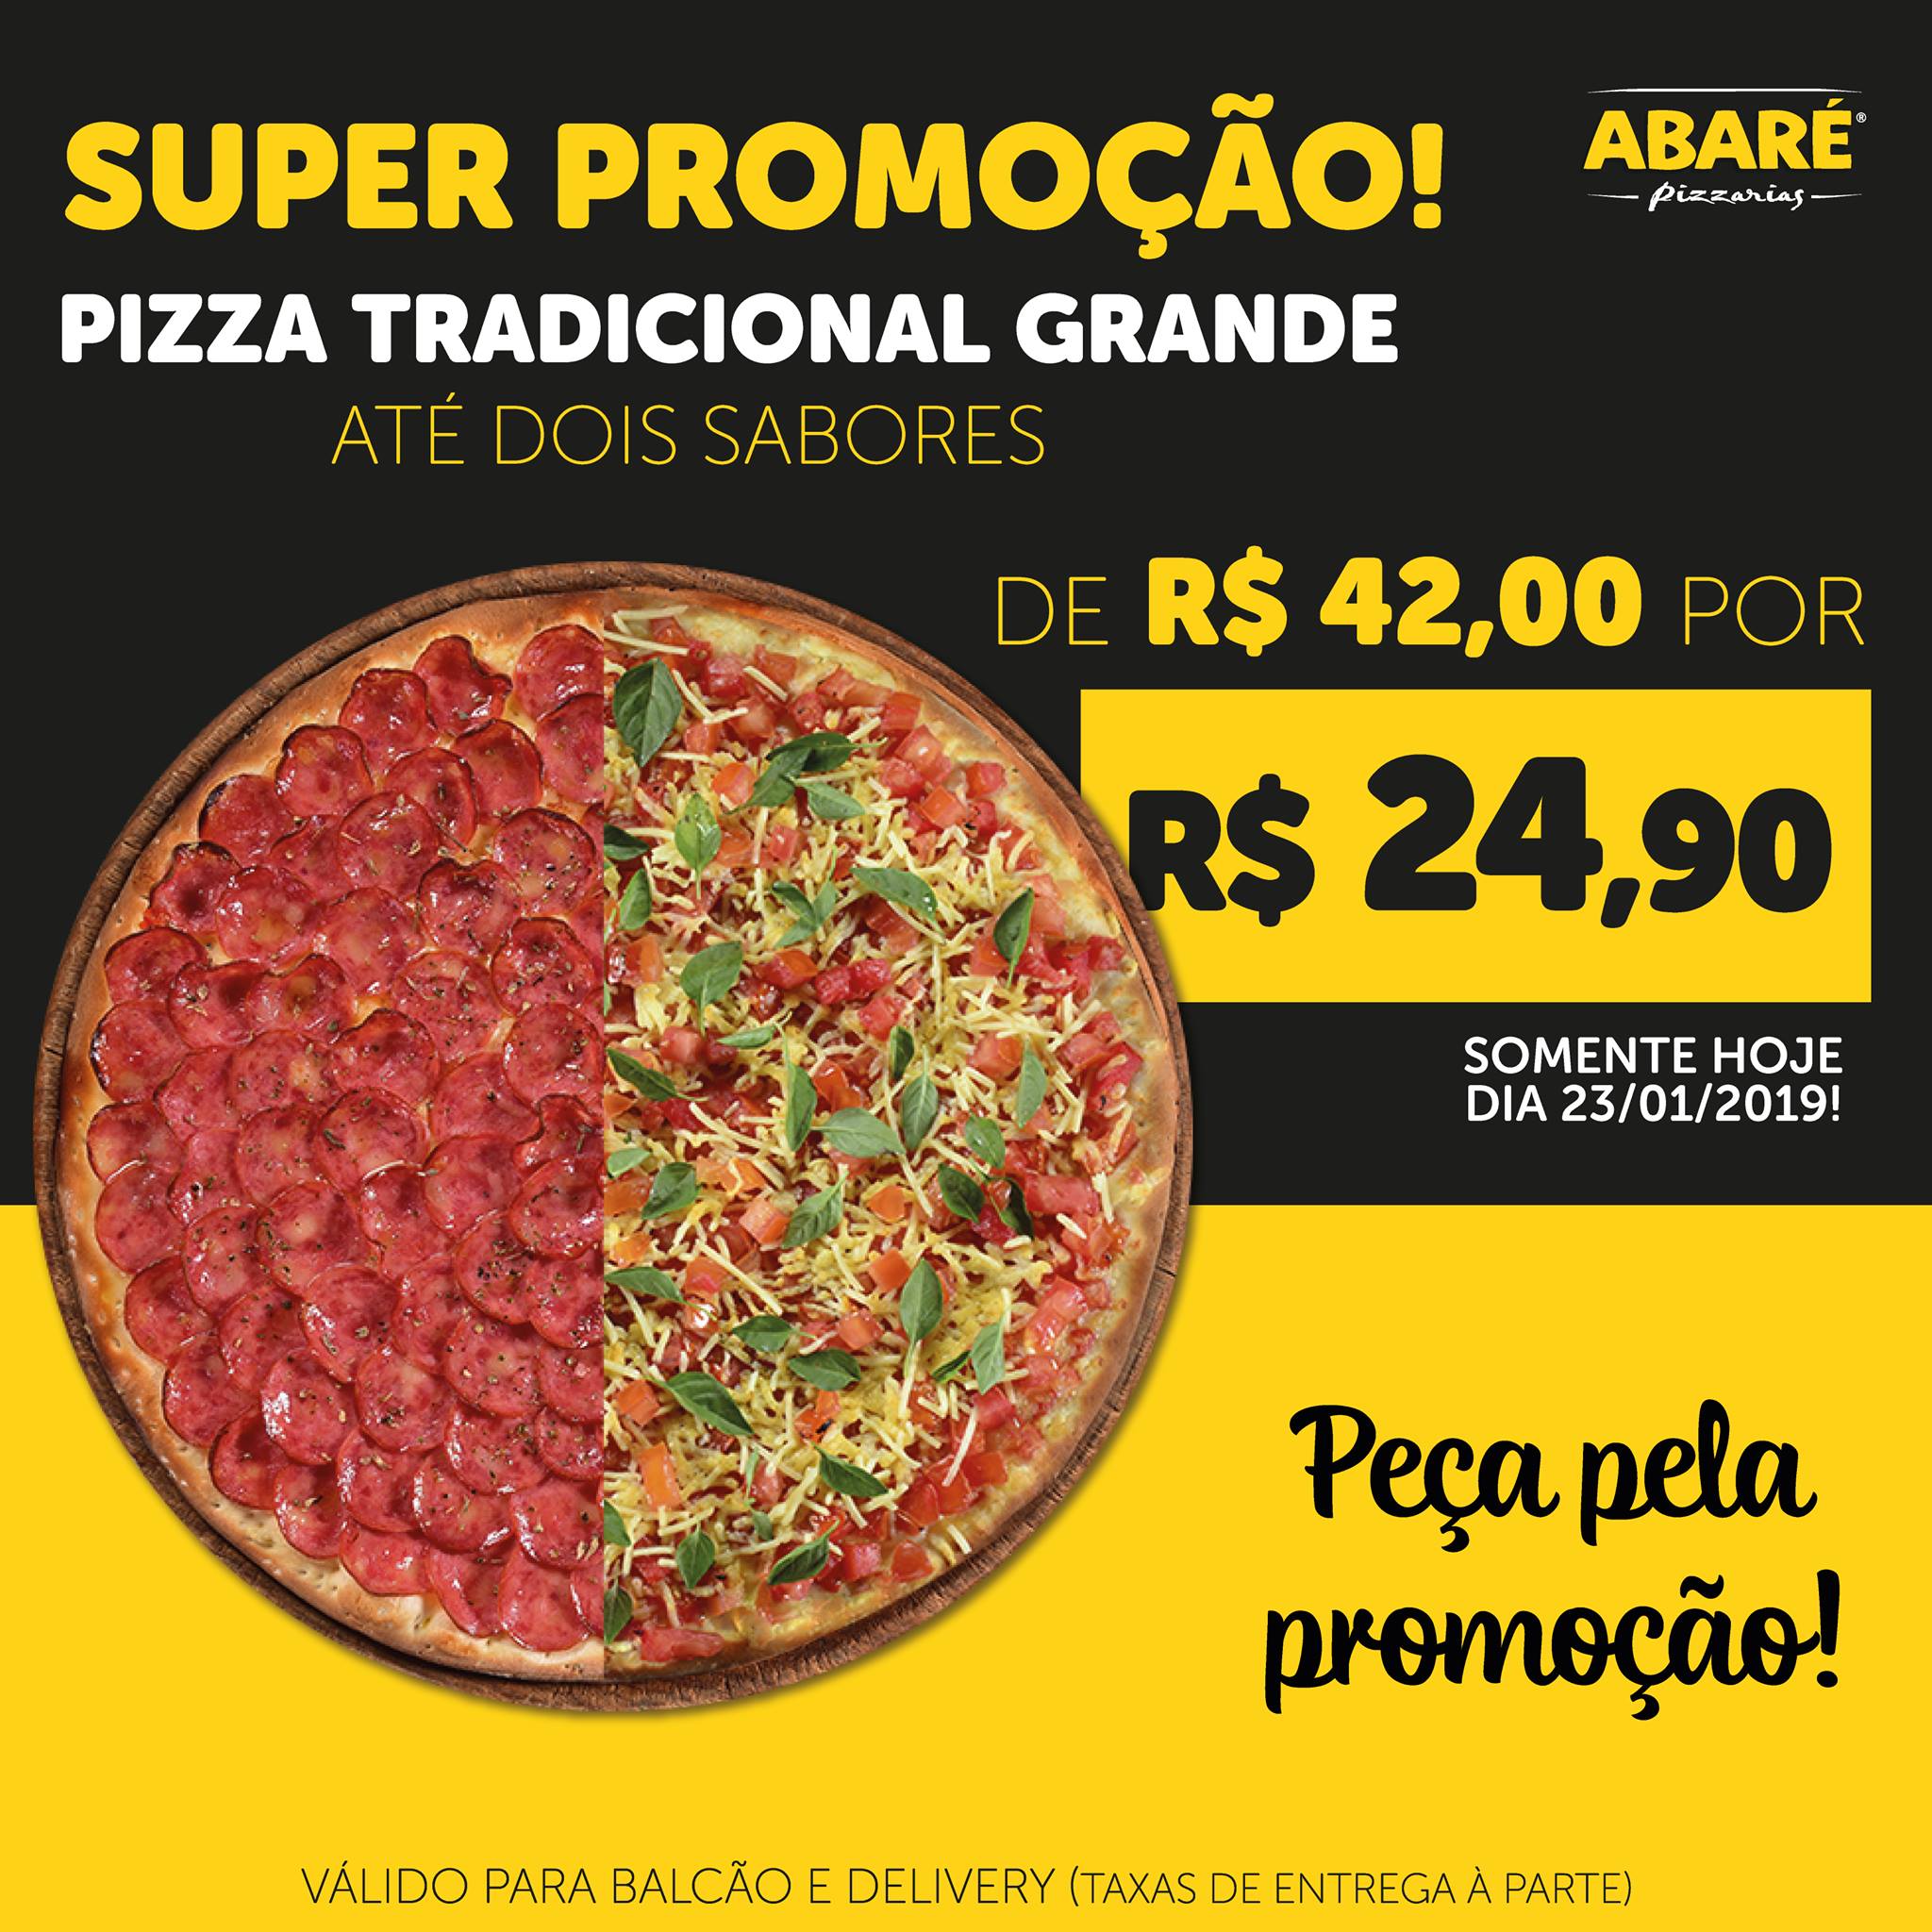 SUPER PROMOÇÃO!
ABARÉ®
pizzarias
PIZZA TRADICIONAL GRANDE
ATÉ DOIS SABORES
DE R$ 42,00 POR
R$ 24,90
SOMENTE HOJE
DIA 23/01/2019!
Peça pela
promoção!
VÁLIDO PARA BALCÃO E DELIVERY (TAXAS DE ENTREGA À PARTE)